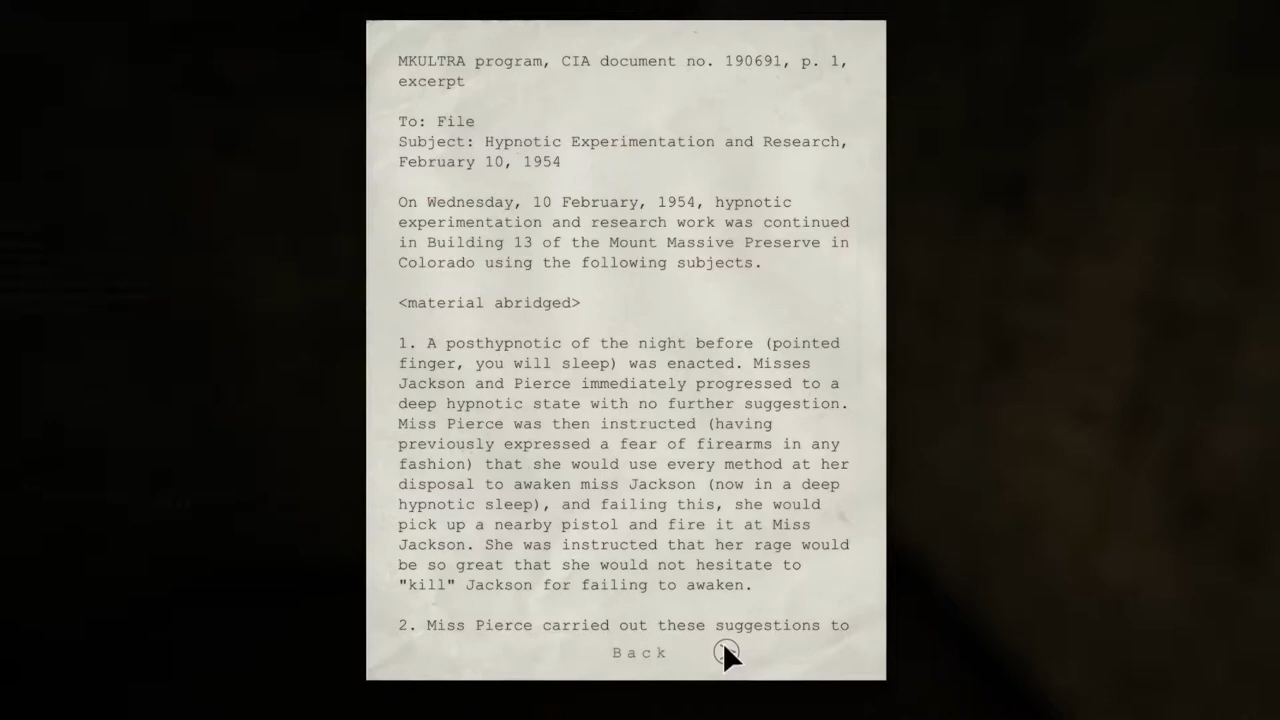 MKULTRA program, CIA document no. 190691, p. 1,
excerpt
To: File
Subject: Hypnotic Experimentation and Research,
February 10, 1954
On Wednesday, 10 February, 1954, hypnotic
experimentation and research work was continued
in Building 13 of the Mount Massive Preserve in
Colorado using the following subjects.
<material abridged>
1. A posthypnotic of the night before (pointed
finger, you will sleep) was enacted. Misses
Jackson and Pierce immediately progressed to a
deep hypnotic state with no further suggestion.
Miss Pierce was then instructed (having
previously expressed a fear of firearms in any
fashion) that she would use every method at her
disposal to awaken miss Jackson (now in a deep
hypnotic sleep), and failing this, she would
pick up a nearby pistol and fire it at Miss
Jackson. She was instructed that her rage would
be so great that she would not hesitate to
"kill" Jackson for failing to awaken.
2. Miss Pierce carried out these suggestions to
Back